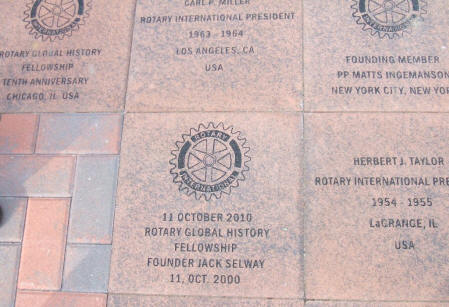 ROTARY GLOBAL HISTORY
FELLOWSHIP
TENTH ANNIVERSARY
CHICAGO, IL USA
CARL P. MILLER
ROTARY INTERNATIONAL PRESIDENT
1963 - 1964
LOS ANGELES, CA
USA
FOUNDING MEMBER
PP MATTS INGEMANSON
NEW YORK CITY, NEW
ROTARY
INTERNATIONAL
11 OCTOBER 2010
ROTARY GLOBAL HISTORY
FELLOWSHIP
FOUNDER JACK SELWAY
11, OCT. 2000
HERBERT J. TAYLOR
ROTARY INTERNATIONAL
1954 - 1955
LaGRANGE, IL
USA